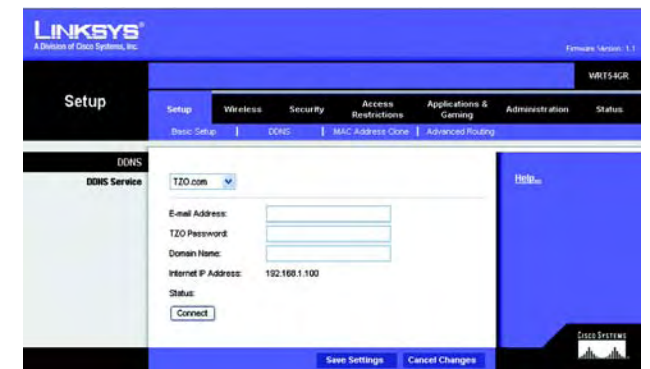 LINKSYS®
A Division of Cisco Systems, Inc.
Firmware Version: 1.1
WRT54GR
Setup
Setup Wireless Security Access Restrictions Applications & Gaming Administration Status
Basic Setup | DDNS | MAC Address Clone | Advanced Routing
DDNS
DDNS Service
TZO.com
Help...
E-mail Address:
TZO Password:
Domain Name:
Internet IP Address: 192.168.1.100
Status:
Connect
Save Settings Cancel Changes
CISCO SYSTEMS